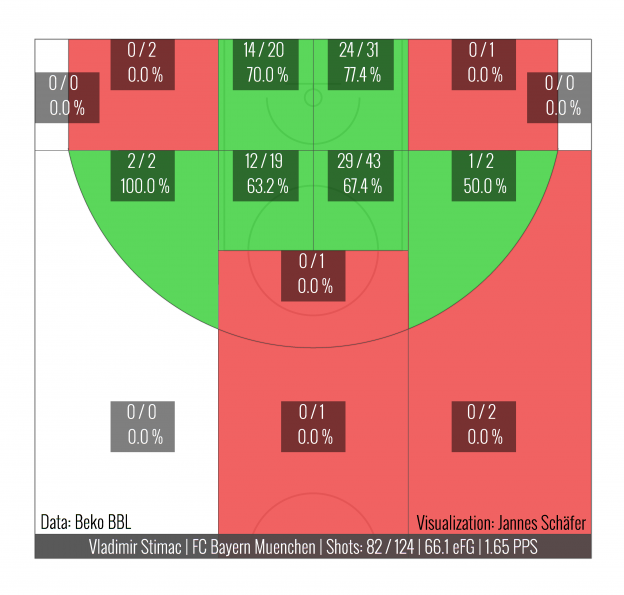 0 / 2
0.0 %
14 / 20
70.0 %
24 / 31
77.4 %
0 / 1
0.0 %
0 / 0
0.0 %
0 / 0
0.0 %
2 / 2
100.0 %
12 / 19
63.2 %
29 / 43
67.4 %
1 / 2
50.0 %
0 / 1
0.0 %
0 / 0
0.0 %
0 / 1
0.0 %
0 / 2
0.0 %
Data: Beko BBL
Visualization: Jannes Schäfer
Vladimir Stimac | FC Bayern Muenchen | Shots: 82 / 124 | 66.1 eFG | 1.65 PPS